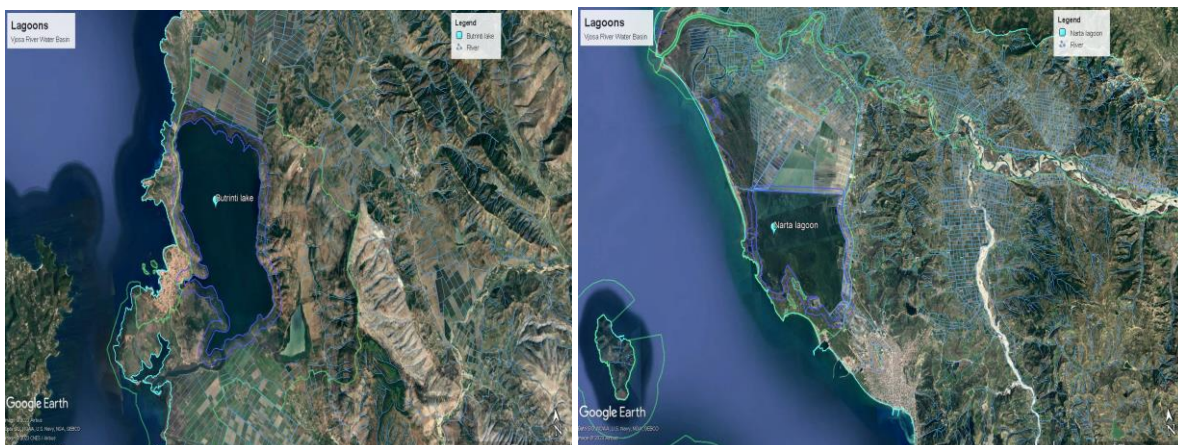 Lagoons
Vjosa River Water Basin
Legend
Butrinti lake
River
Butrinti lake
Google Earth
N
Lagoons
Vjosa River Water Basin
Legend
Narta lagoon
River
Narta lagoon
Google Earth
N